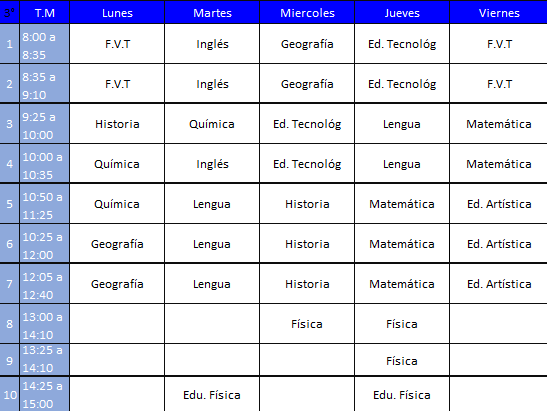 3° T.M Lunes Martes Miercoles Jueves Viernes
1 8:00 a 8:35 F.V.T Inglés Geografía Ed. Tecnológ F.V.T
2 8:35 a 9:10 F.V.T Inglés Geografía Ed. Tecnológ F.V.T
3 9:25 a 10:00 Historia Química Ed. Tecnológ Lengua Matemática
4 10:00 a 10:35 Química Inglés Ed. Tecnológ Lengua Matemática
5 10:50 a 11:25 Química Lengua Historia Matemática Ed. Artística
6 10:25 a 12:00 Geografía Lengua Historia Matemática Ed. Artística
7 12:05 a 12:40 Geografía Lengua Historia Matemática Ed. Artística
8 13:00 a 14:10 Física Física
9 13:25 a 14:10 Física
10 14:25 a 15:00 Edu. Física Edu. Física